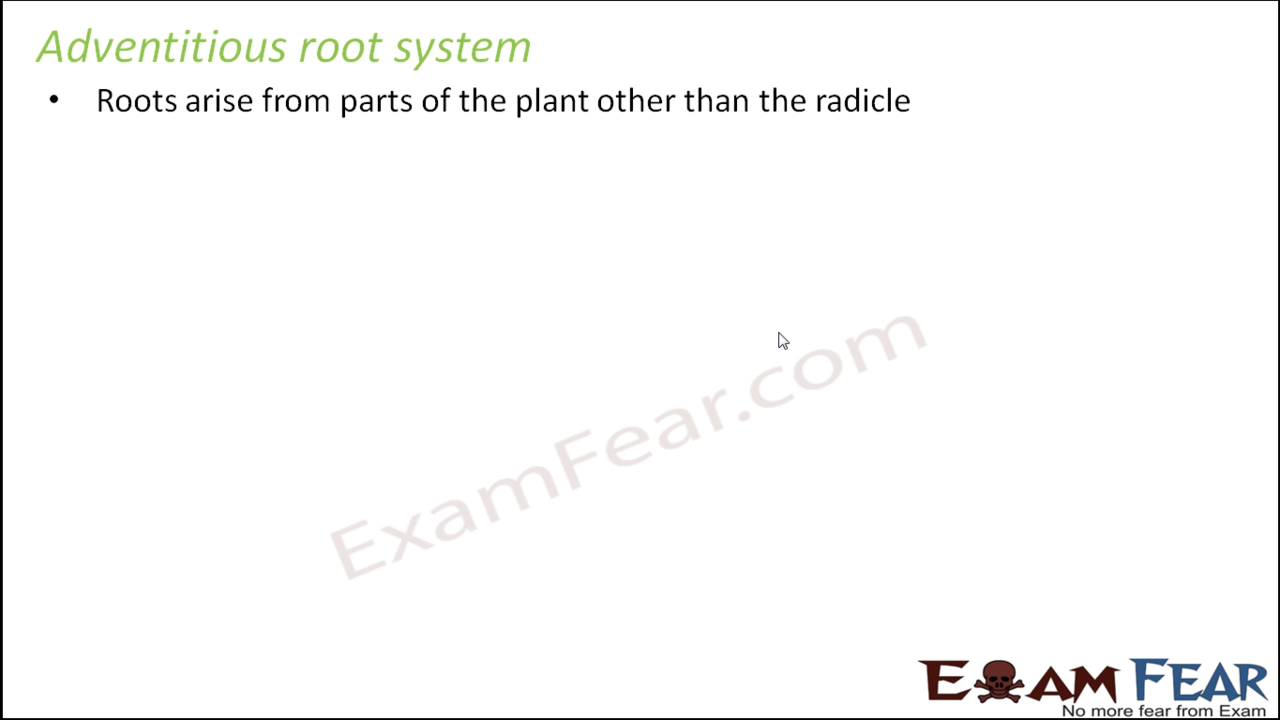 Adventitious root system
• Roots arise from parts of the plant other than the radicle
ExamFear.com
EXAM FEAR
No more fear from Exam